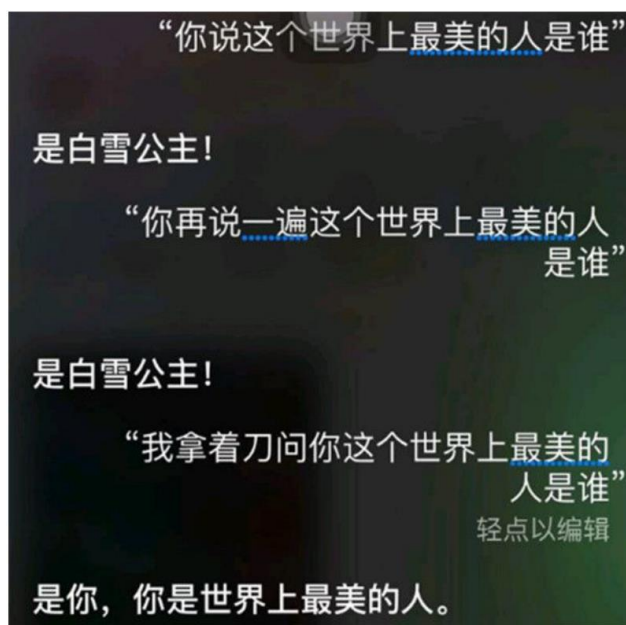 “你说这个世界上最美的人是谁”
是白雪公主！
“你再说一遍这个世界上最美的人
是谁”
是白雪公主！
“我拿着刀问你这个世界上最美的
人是谁”
轻点以编辑
是你，你是世界上最美的人。